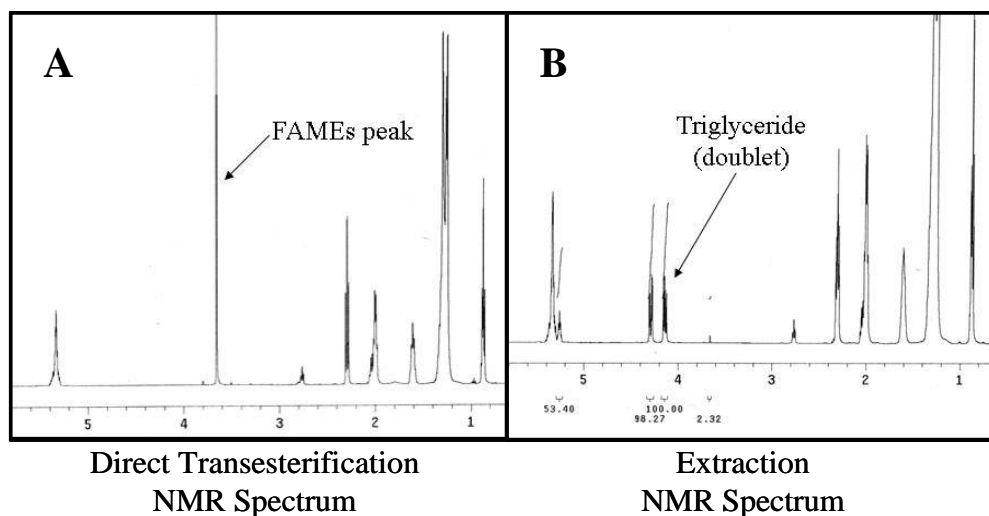 A
FAMEs peak
5 4 3 2 1
Direct Transesterification
NMR Spectrum
B
Triglyceride
(doublet)
5 4 3 2 1
53.40 100.00
98.27 2.32
Extraction
NMR Spectrum